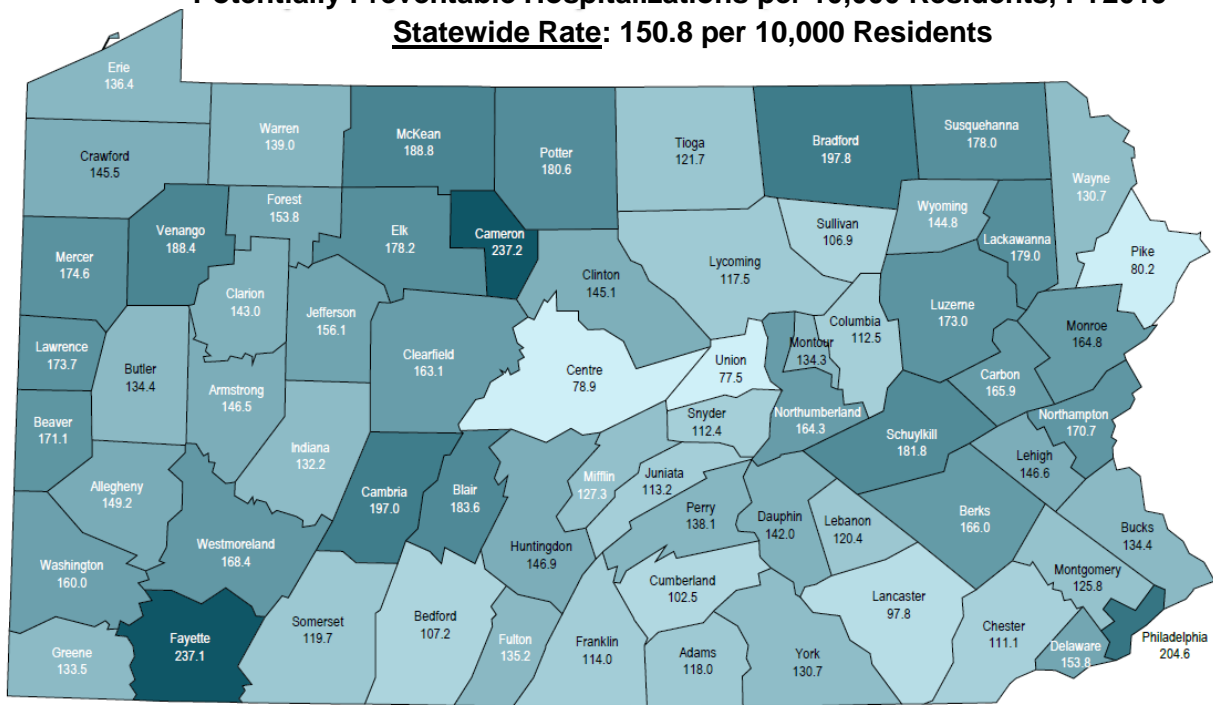 Potentially Preventable Hospitalizations per 10,000 Residents,
Statewide Rate: 150.8 per 10,000 Residents
Erie
136.4
Crawford
145.5
Warren
139.0
McKean
188.8
Potter
180.6
Tioga
121.7
Bradford
197.8
Susquehanna
178.0
Wayne
130.7
Forest
153.8
Venango
188.4
Mercer
174.6
Elk
178.2
Cameron
237.2
Clinton
145.1
Lycoming
117.5
Sullivan
106.9
Wyoming
144.8
Lackawanna
179.0
Pike
80.2
Clarion
143.0
Jefferson
156.1
Clearfield
163.1
Centre
78.9
Union
77.5
Montour
134.3
Columbia
112.5
Luzerne
173.0
Monroe
164.8
Lawrence
173.7
Butler
134.4
Armstrong
146.5
Carbon
165.9
Beaver
171.1
Indiana
132.2
Snyder
112.4
Northumberland
164.3
Schuylkill
181.8
Northampton
170.7
Lehigh
146.6
Allegheny
149.2
Cambria
197.0
Blair
183.6
Mifflin
127.3
Juniata
113.2
Perry
138.1
Dauphin
142.0
Lebanon
120.4
Berks
166.0
Bucks
134.4
Westmoreland
168.4
Huntingdon
146.9
Washington
160.0
Cumberland
102.5
Lancaster
97.8
Montgomery
125.8
Fayette
237.1
Somerset
119.7
Bedford
107.2
Greene
133.5
Fulton
135.2
Franklin
114.0
Adams
118.0
York
130.7
Chester
111.1
Delaware
153.8
Philadelphia
204.6